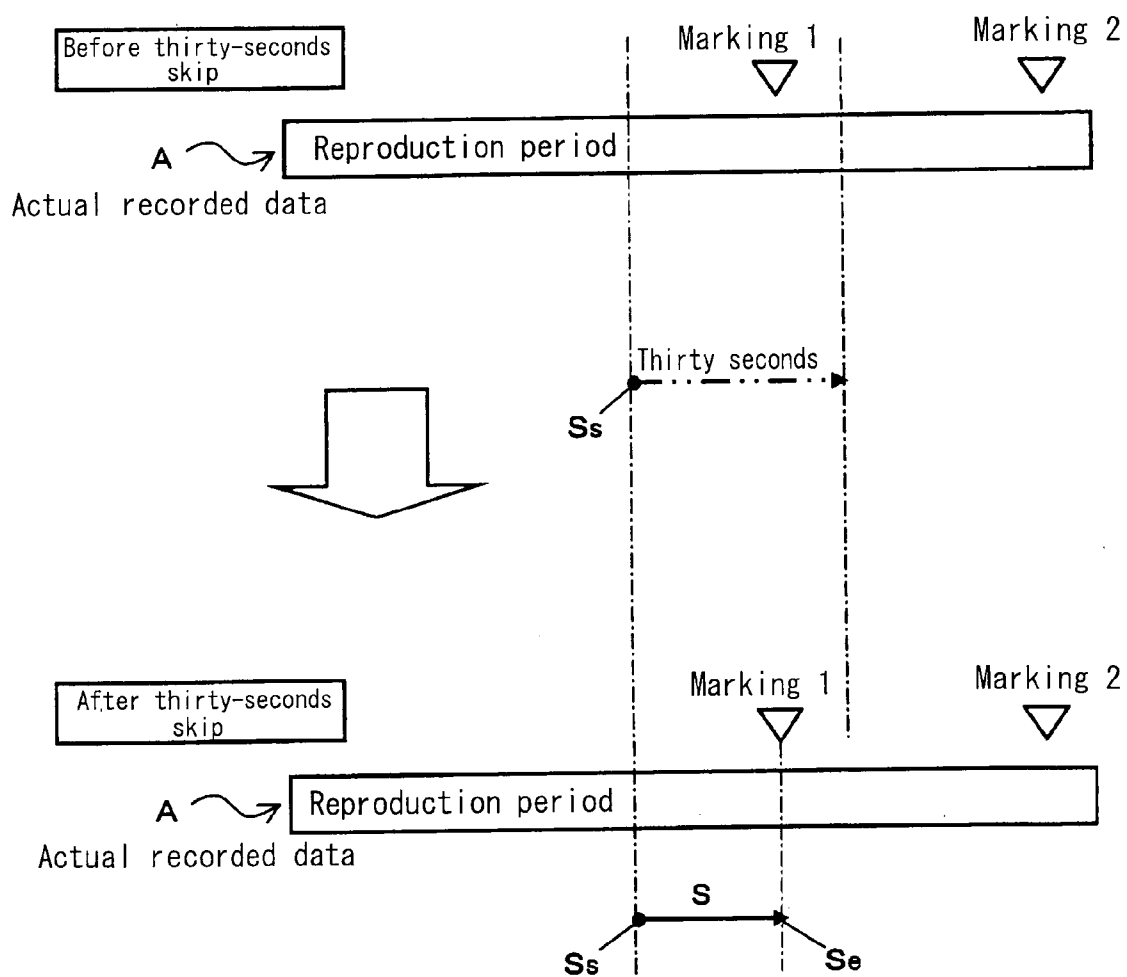 Before thirty-seconds
skip
Marking 1
Marking 2
A
Reproduction period
Actual recorded data
Thirty seconds
Ss
After thirty-seconds
skip
Marking 1
Marking 2
A
Reproduction period
Actual recorded data
S
Ss
Se